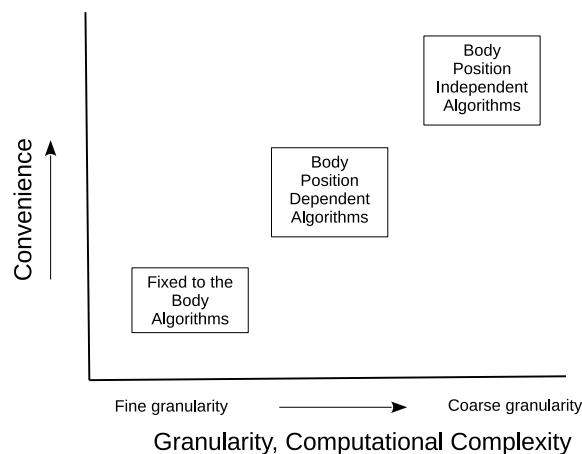 Body
Position
Independent
Algorithms
Body
Position
Dependent
Algorithms
Convenience
Fixed to the
Body
Algorithms
Fine granularity
Coarse granularity
Granularity, Computational Complexity